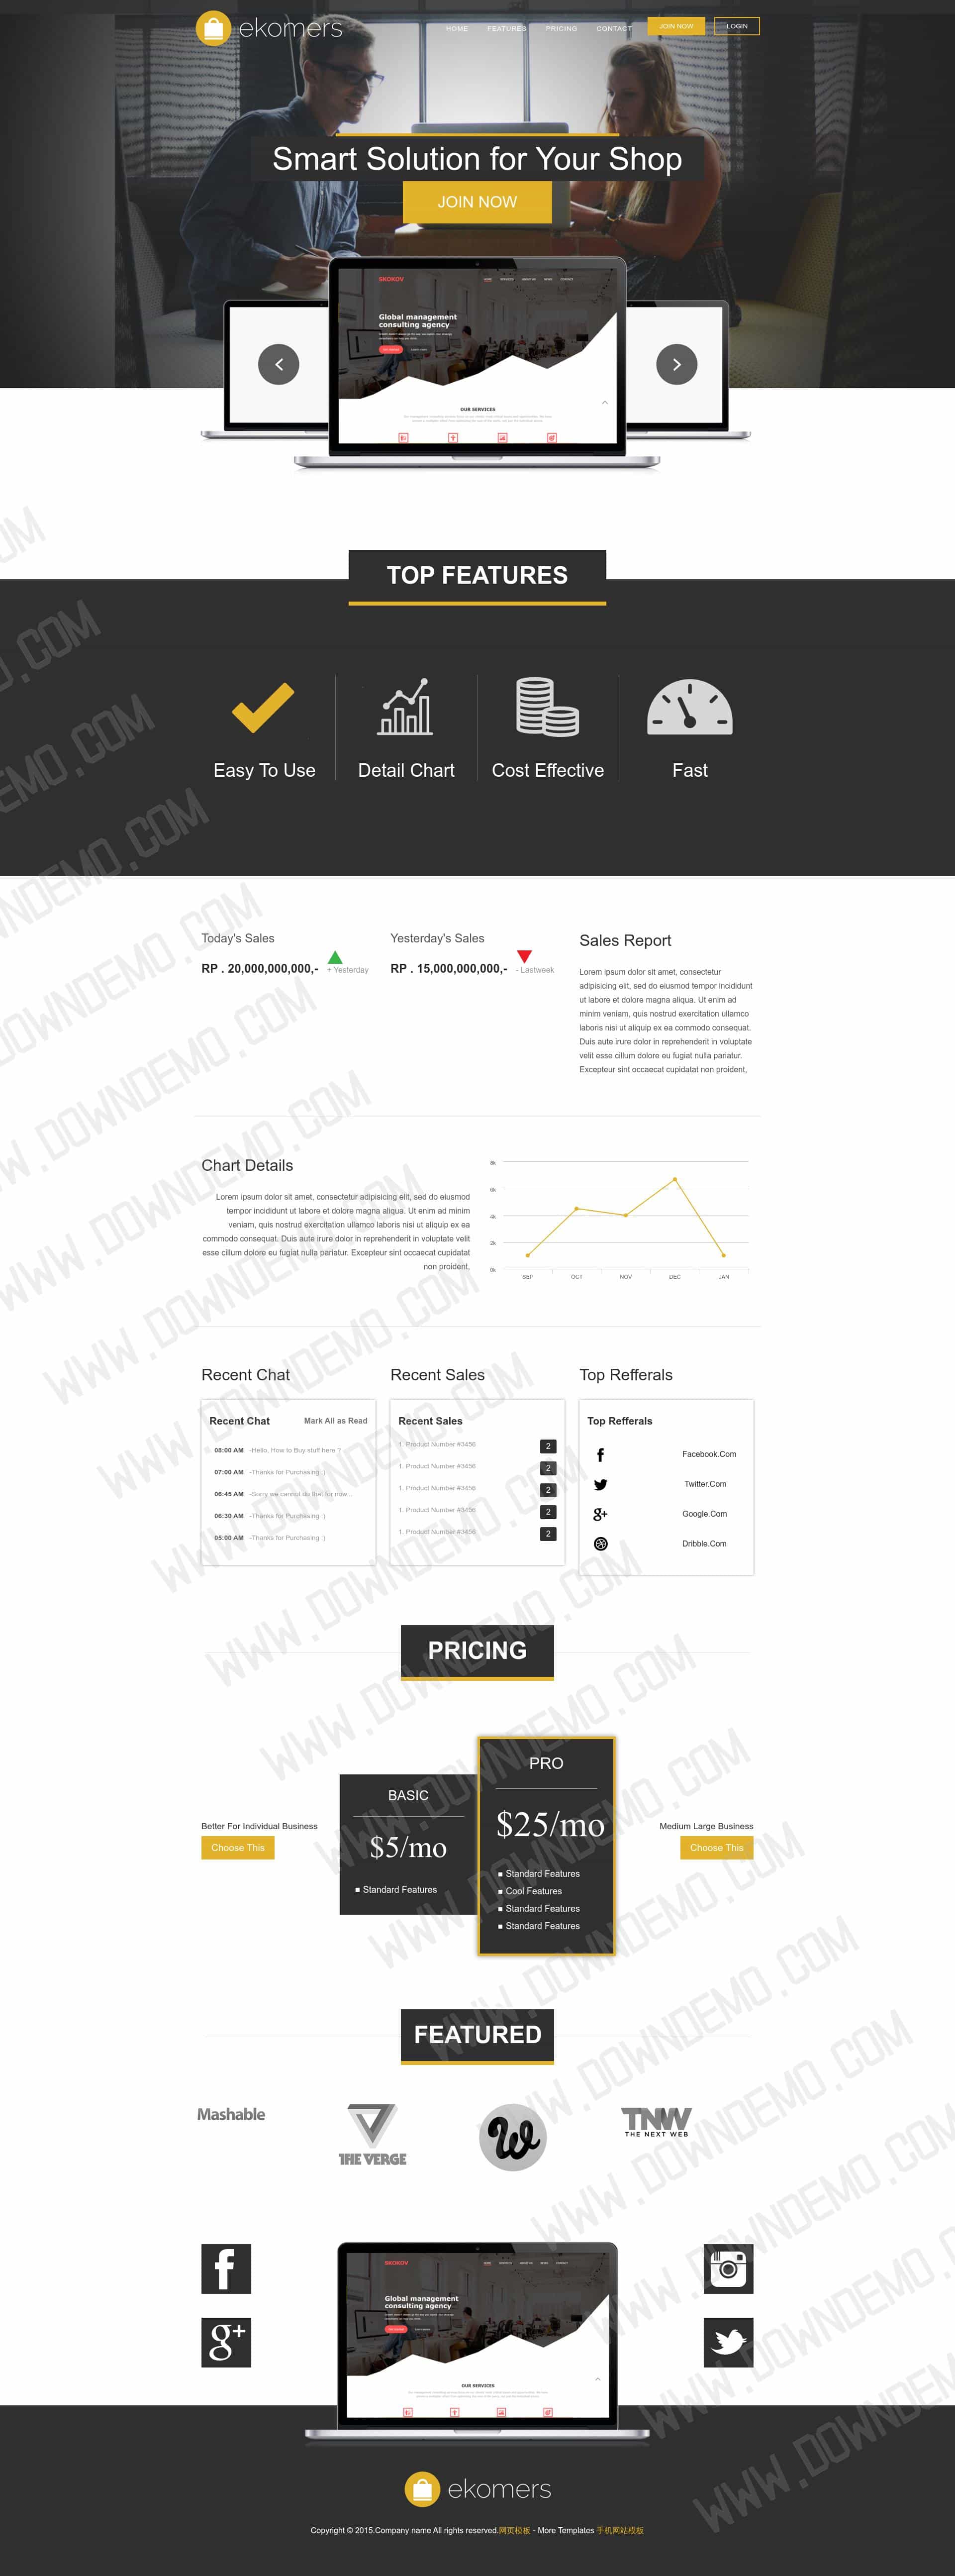 ekomers
HOME FEATURES PRICING CONTACT JOIN NOW LOGIN
Smart Solution for Your Shop
JOIN NOW
SKOKOV
HOME SERVICES ABOUT US NEWS CONTACT
Global management
consulting agency
Learn more
OUR SERVICES
TOP FEATURES
Easy To Use
Detail Chart
Cost Effective
Fast
Today's Sales
RP . 20,000,000,000,-
+ Yesterday
Yesterday's Sales
RP . 15,000,000,000,-
- Lastweek
Sales Report
Lorem ipsum dolor sit amet, consectetur
adipisicing elit, sed do eiusmod tempor incididunt
ut labore et dolore magna aliqua. Ut enim ad
minim veniam, quis nostrud exercitation ullamco
laboris nisi ut aliquip ex ea commodo consequat.
Duis aute irure dolor in reprehenderit in voluptate
velit esse cillum dolore eu fugiat nulla pariatur.
Excepteur sint occaecat cupidatat non proident,
Chart Details
Lorem ipsum dolor sit amet, consectetur adipisicing elit, sed do eiusmod
tempor incididunt ut labore et dolore magna aliqua. Ut enim ad minim
veniam, quis nostrud exercitation ullamco laboris nisi ut aliquip ex ea
commodo consequat. Duis aute irure dolor in reprehenderit in voluptate velit
esse cillum dolore eu fugiat nulla pariatur. Excepteur sint occaecat cupidatat
non proident,
8k
6k
4k
2k
0k
SEP OCT NOV DEC JAN
Recent Chat
Recent Chat Mark All as Read
08:00 AM -Hello, How to Buy stuff here ?
07:00 AM -Thanks for Purchasing :)
06:45 AM -Sorry we cannot do that for now...
06:30 AM -Thanks for Purchasing :)
05:00 AM -Thanks for Purchasing :)
Recent Sales
Recent Sales
1. Product Number #3456 2
1. Product Number #3456 2
1. Product Number #3456 2
1. Product Number #3456 2
1. Product Number #3456 2
Top Refferals
Top Refferals
Facebook.Com
Twitter.Com
Google.Com
Dribble.Com
PRICING
Better For Individual Business
Choose This
BASIC
$5/mo
Standard Features
PRO
$25/mo
Standard Features
Cool Features
Standard Features
Standard Features
Medium Large Business
Choose This
FEATURED
Mashable
THE VERGE
W
TNW
THE NEXT WEB
SKOKOV
HOME SERVICES ABOUT US NEWS CONTACT
Global management
consulting agency
Learn more
OUR SERVICES
ekomers
Copyright © 2015.Company name All rights reserved.网页模板 - More Templates 手机网站模板
WWW.DOWNDEMO.COM